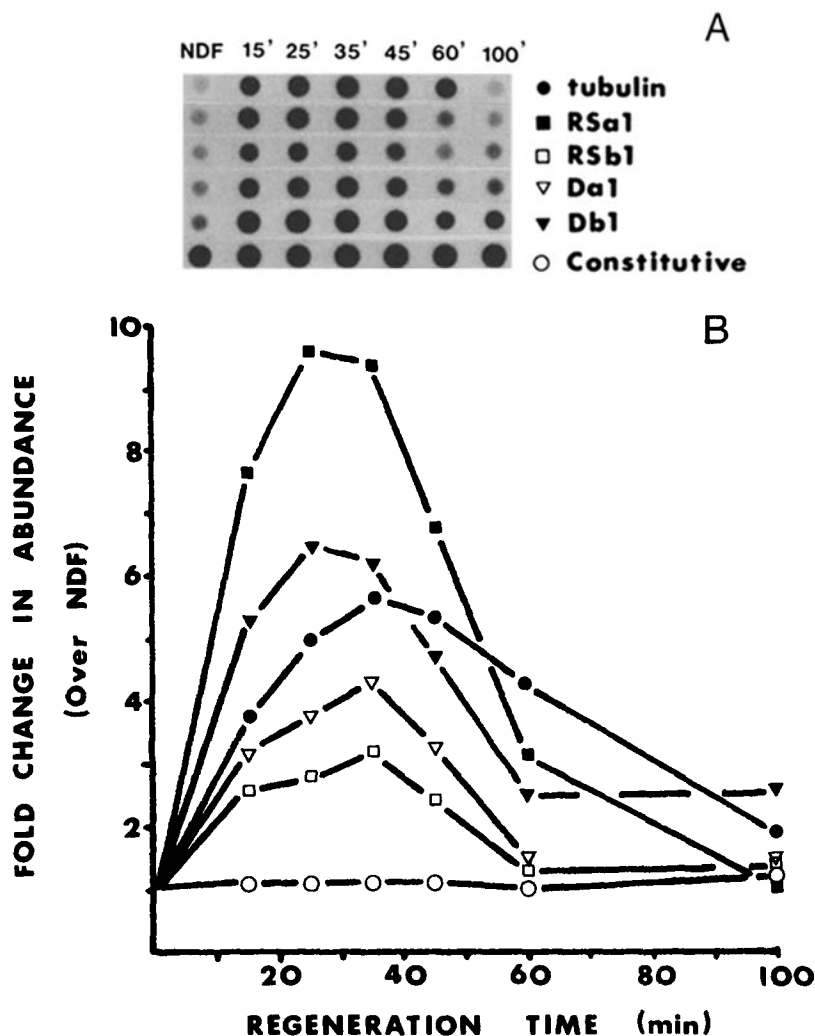 A
NDF 15' 25' 35' 45' 60' 100'
tubulin
RSa1
RSb1
Da1
Db1
Constitutive
B
10
8
6
4
2
FOLD CHANGE IN ABUNDANCE
(Over NDF)
20 40 60 80 100
REGENERATION TIME (min)